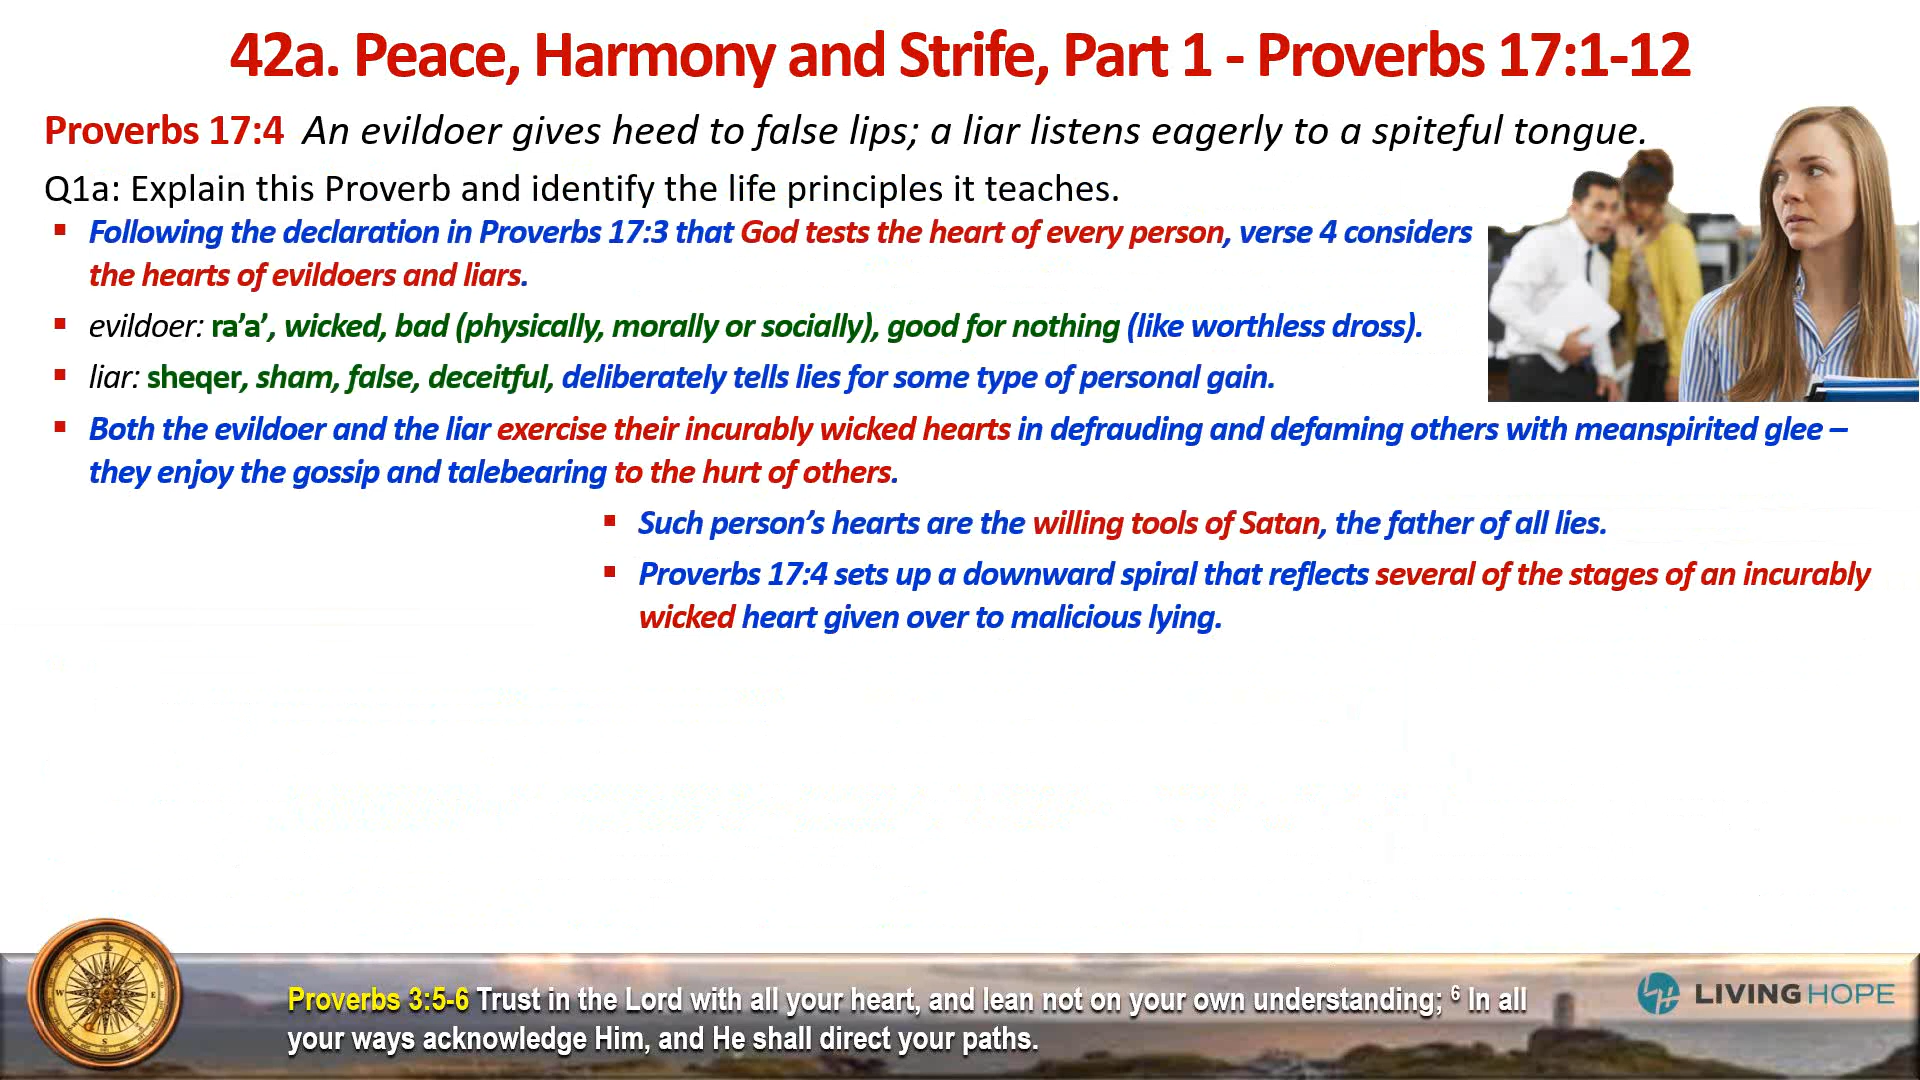 42a. Peace, Harmony and Strife, Part 1 - Proverbs 17:1-12
Proverbs 17:4 An evildoer gives heed to false lips; a liar listens eagerly to a spiteful tongue.
Q1a: Explain this Proverb and identify the life principles it teaches.
▪ Following the declaration in Proverbs 17:3 that God tests the heart of every person, verse 4 considers
the hearts of evildoers and liars.
▪ evildoer: ra’a’, wicked, bad (physically, morally or socially), good for nothing (like worthless dross).
▪ liar: sheqer, sham, false, deceitful, deliberately tells lies for some type of personal gain.
▪ Both the evildoer and the liar exercise their incurably wicked hearts in defrauding and defaming others with meanspirited glee –
they enjoy the gossip and talebearing to the hurt of others.
▪ Such person’s hearts are the willing tools of Satan, the father of all lies.
▪ Proverbs 17:4 sets up a downward spiral that reflects several of the stages of an incurably
wicked heart given over to malicious lying.
Proverbs 3:5-6 Trust in the Lord with all your heart, and lean not on your own understanding; 6 In all
your ways acknowledge Him, and He shall direct your paths.
LIVING HOPE
W E S